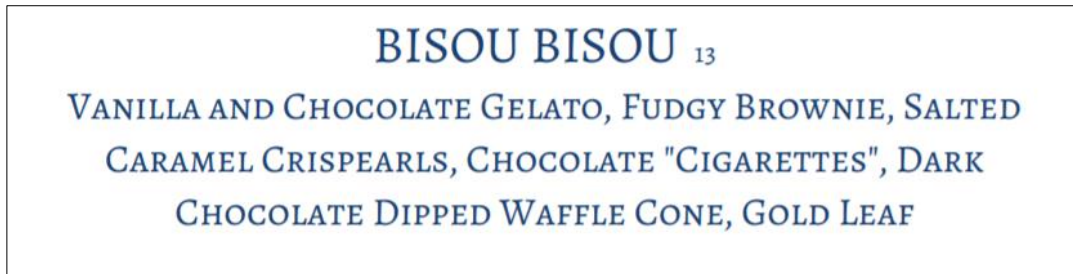 BISOU BISOU 13
VANILLA AND CHOCOLATE GELATO, FUDGY BROWNIE, SALTED
CARAMEL CRISPEARLS, CHOCOLATE "CIGARETTES", DARK
CHOCOLATE DIPPED WAFFLE CONE, GOLD LEAF